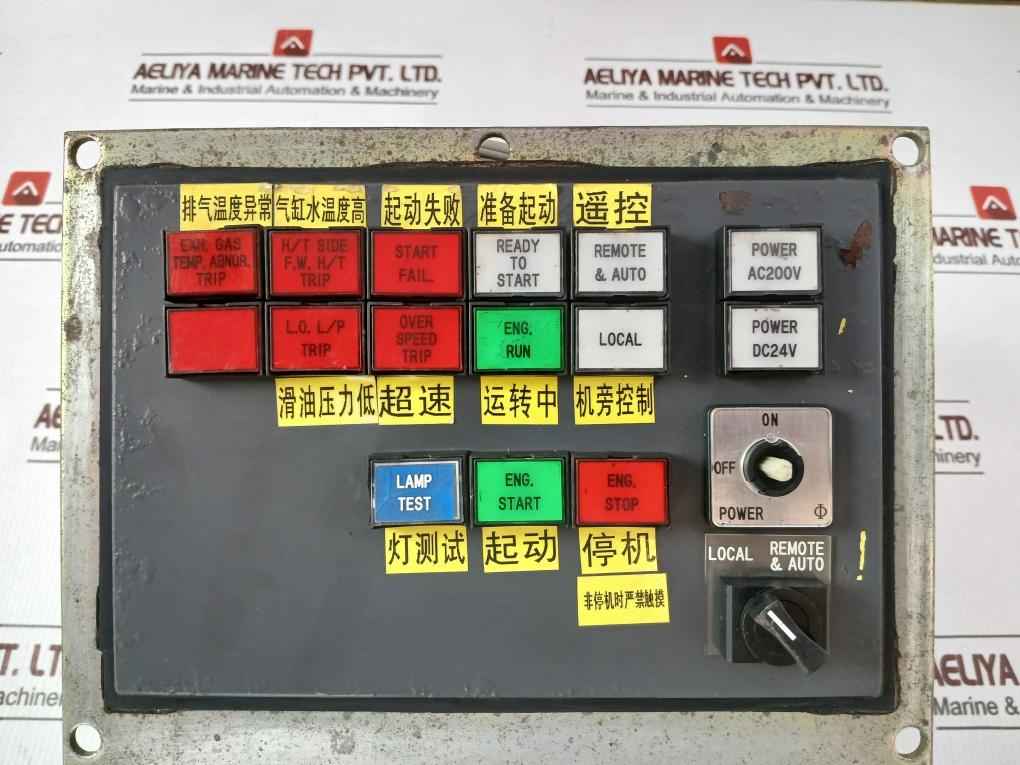 AELIYA MARINE TECH PVT. LTD.
Marine & Industrial Automation & Machinery
AELIYA MARINE TECH PVT. LTD.
Marine & Industrial Automation & Machinery
排气温度异常
气缸水温度高
起动失败
准备起动
遥控
EXH. GAS
TEMP. ABNOR.
TRIP
H/T SIDE
F.W. H/T
TRIP
START
FAIL.
READY
TO
START
REMOTE
& AUTO
POWER
AC200V
L.O. L/P
TRIP
OVER
SPEED
TRIP
ENG.
RUN
LOCAL
POWER
DC24V
滑油压力低
超速
运转中
机旁控制
ON
OFF
POWER
Φ
LAMP
TEST
ENG.
START
ENG.
STOP
灯测试
起动
停机
非停机时严禁触摸
LOCAL
REMOTE
& AUTO
AELIYA
Marine &